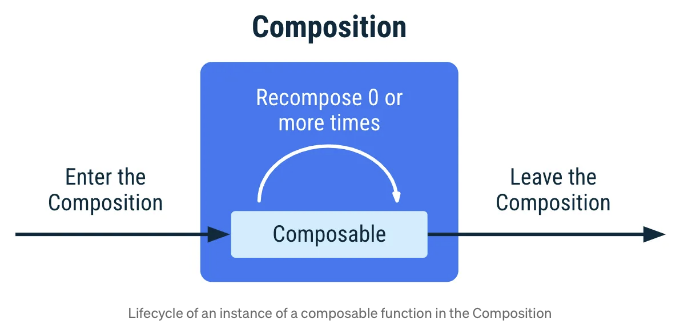 Composition
Recompose 0 or
more times
Enter the
Composition
Leave the
Composition
Composable
Lifecycle of an instance of a composable function in the Composition